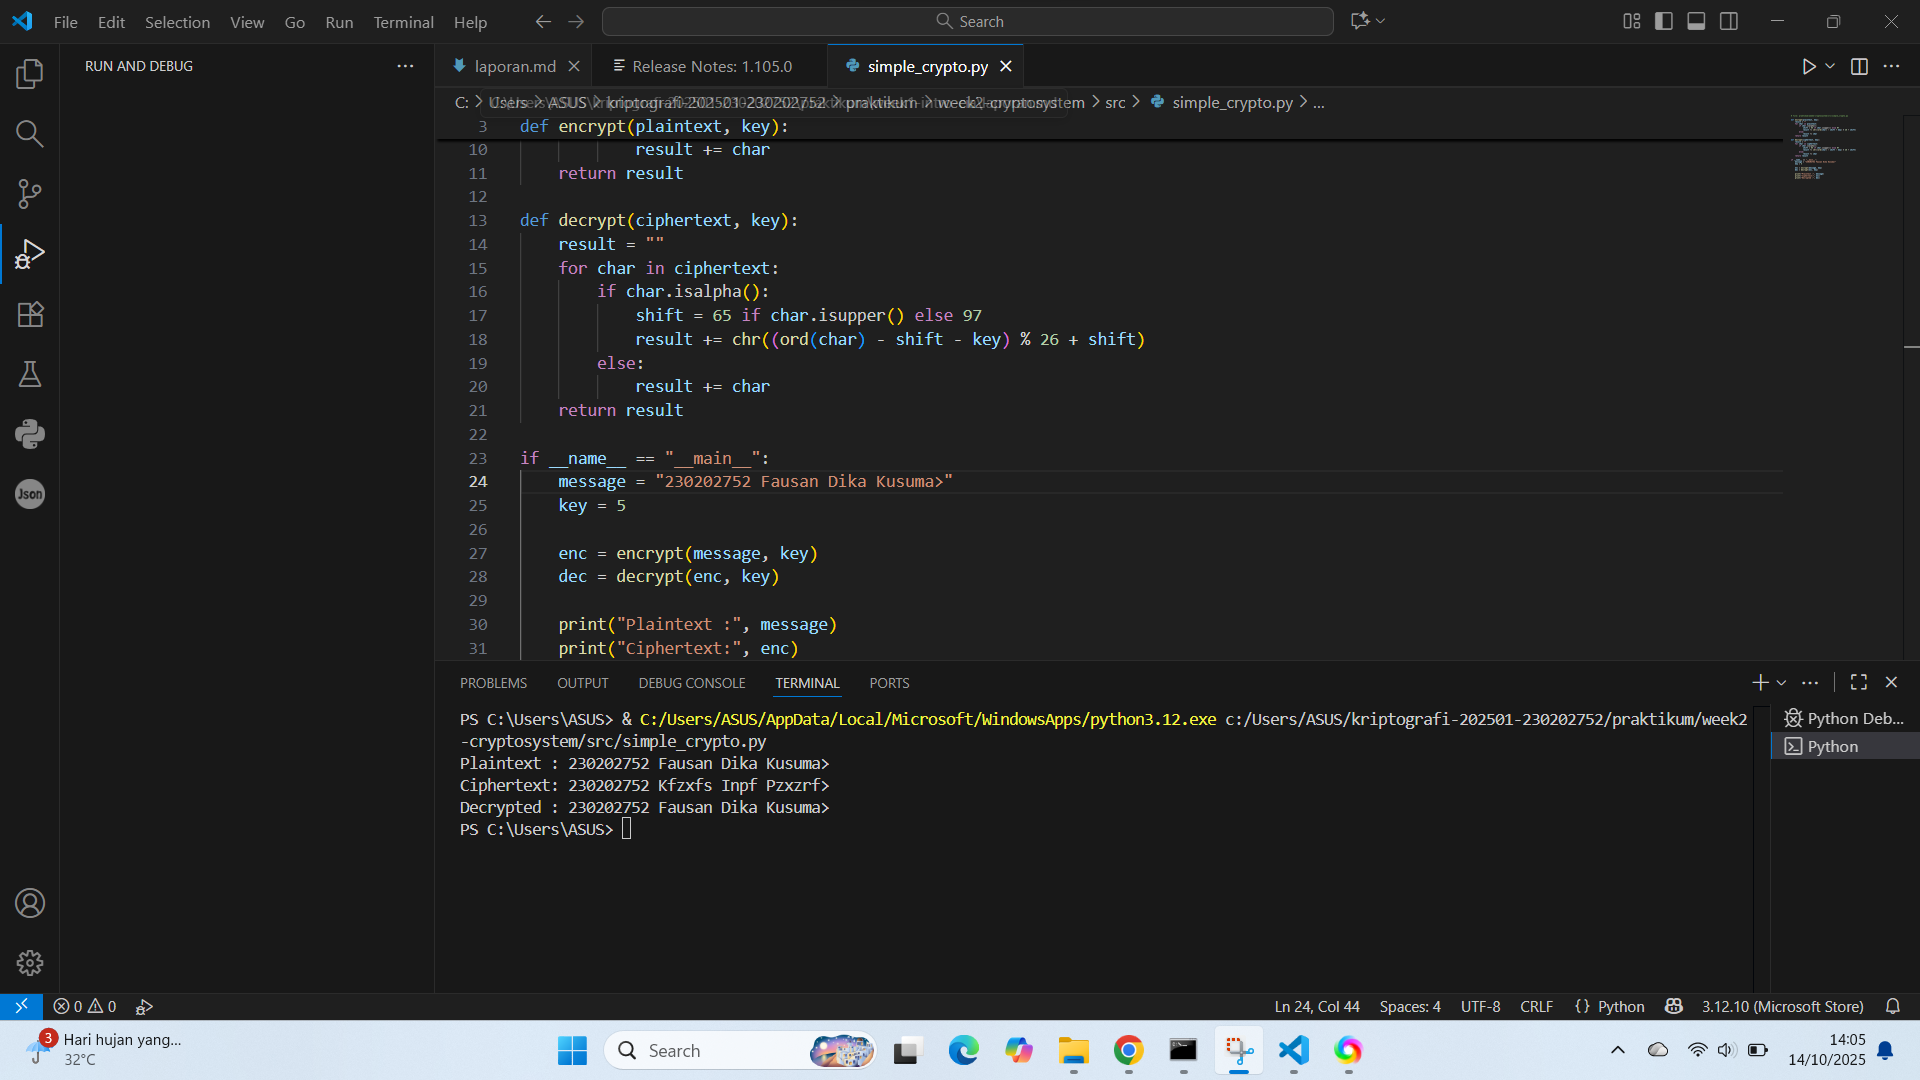 File Edit Selection View Go Run Terminal Help
Search
RUN AND DEBUG
laporan.md
Release Notes: 1.105.0
simple_crypto.py
C: > Users > ASUS > kriptografi-202501-230202752 > praktikum > week2-cryptosystem > src > simple_crypto.py > ...
3 def encrypt(plaintext, key):
10 result += char
11 return result
12
13 def decrypt(ciphertext, key):
14 result = ""
15 for char in ciphertext:
16 if char.isalpha():
17 shift = 65 if char.isupper() else 97
18 result += chr((ord(char) - shift - key) % 26 + shift)
19 else:
20 result += char
21 return result
22
23 if __name__ == "__main__":
24 message = "230202752 Fausan Dika Kusuma>"
25 key = 5
26
27 enc = encrypt(message, key)
28 dec = decrypt(enc, key)
29
30 print("Plaintext :", message)
31 print("Ciphertext:", enc)
PROBLEMS OUTPUT DEBUG CONSOLE TERMINAL PORTS
PS C:\Users\ASUS> & C:/Users/ASUS/AppData/Local/Microsoft/WindowsApps/python3.12.exe c:/Users/ASUS/kriptografi-202501-230202752/praktikum/week2
-cryptosystem/src/simple_crypto.py
Plaintext : 230202752 Fausan Dika Kusuma>
Ciphertext: 230202752 Kfzxfs Inpf Pzxzrf>
Decrypted : 230202752 Fausan Dika Kusuma>
PS C:\Users\ASUS>
Python Deb...
Python
Json
0 0
Ln 24, Col 44 Spaces: 4 UTF-8 CRLF {} Python 3.12.10 (Microsoft Store)
3
Hari hujan yang...
32°C
Search
14:05
14/10/2025